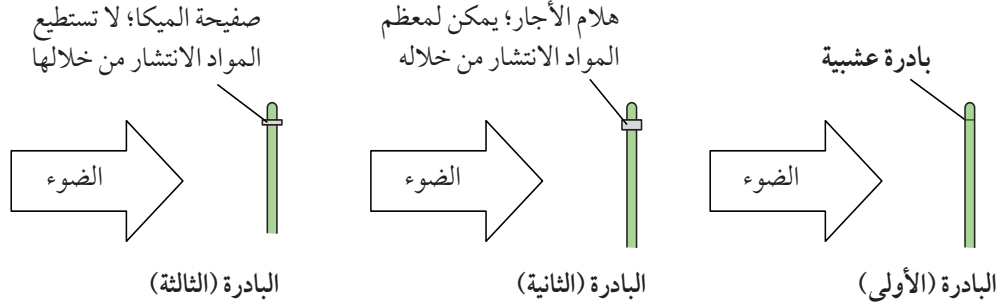 بادرة عشبية
الضوء
البادرة (الأولى)
هلام الأجار؛ يمكن لمعظم
المواد الانتشار من خلاله
الضوء
البادرة (الثانية)
صفيحة الميكا؛ لا تستطيع
المواد الانتشار من خلالها
الضوء
البادرة (الثالثة)